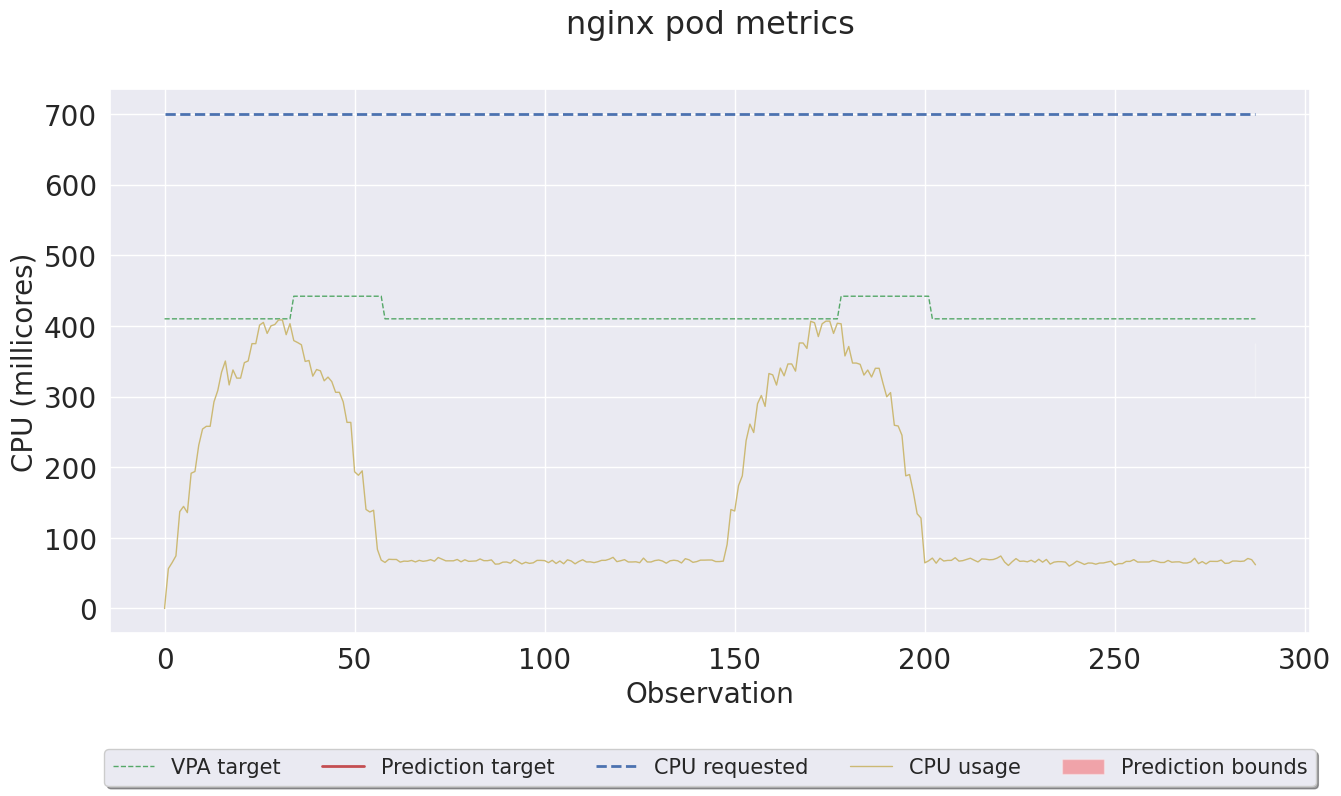 nginx pod metrics
700
600
500
400
300
200
100
0
CPU (millicores)
0 50 100 150 200 250 300
Observation
VPA target Prediction target CPU requested CPU usage Prediction bounds